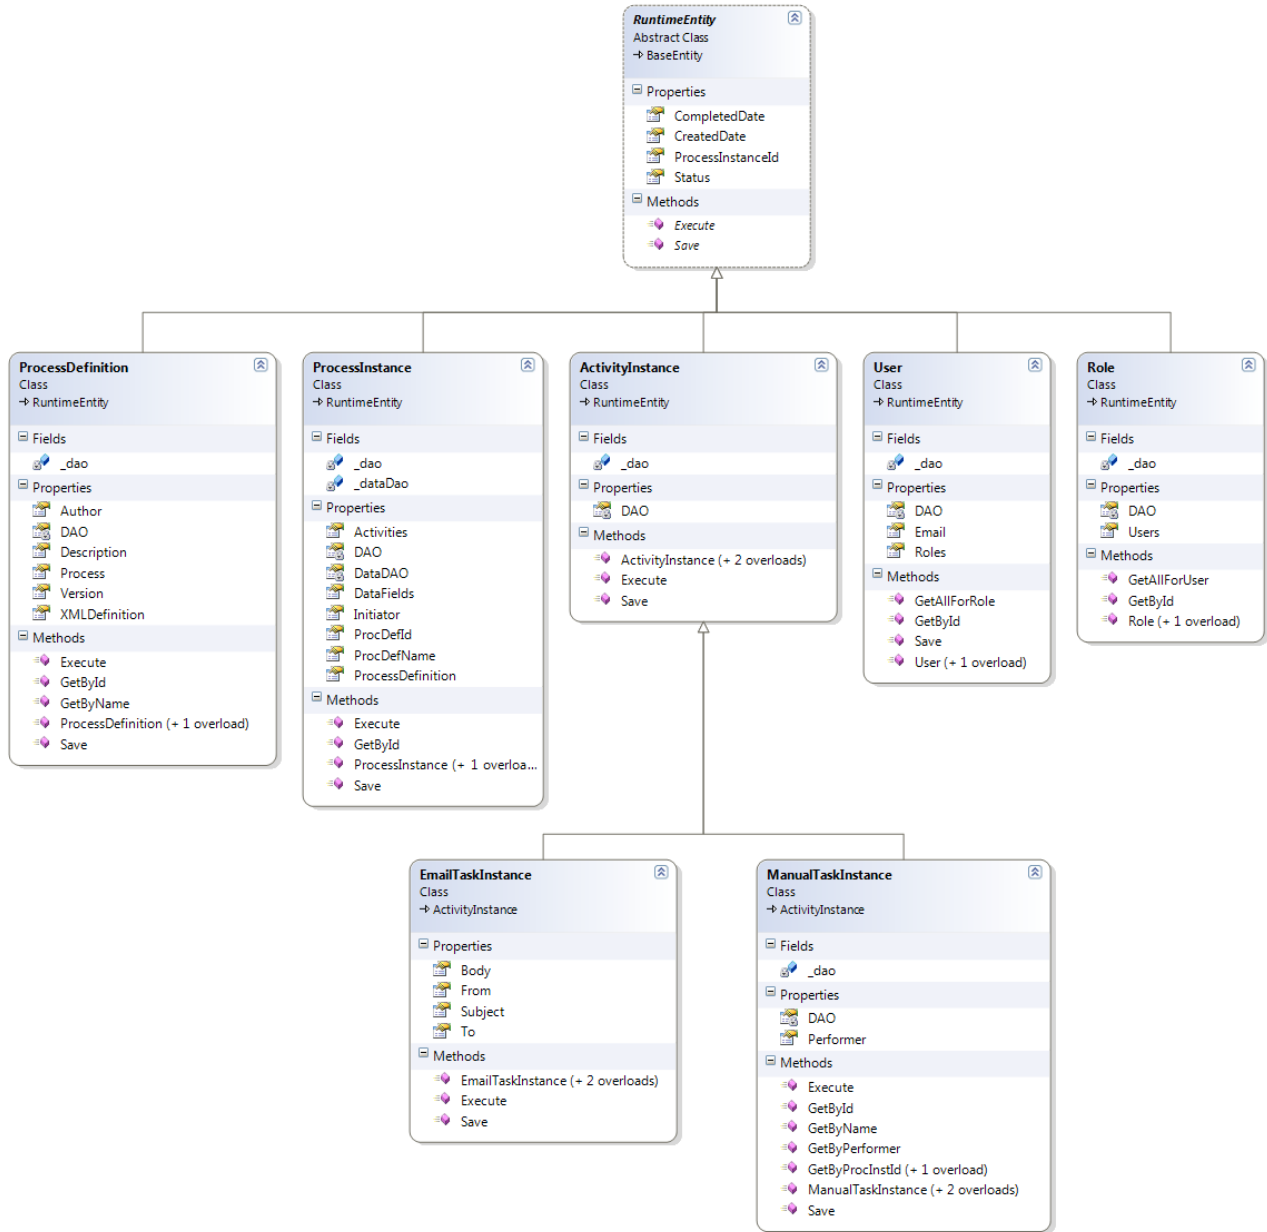 RuntimeEntity
Abstract Class
BaseEntity
Properties
CompletedDate
CreatedDate
ProcessInstanceId
Status
Methods
Execute
Save
ProcessDefinition
Class
RuntimeEntity
Fields
_dao
Properties
Author
DAO
Description
Process
Version
XMLDefinition
Methods
Execute
GetById
GetByName
ProcessDefinition (+ 1 overload)
Save
ProcessInstance
Class
RuntimeEntity
Fields
_dao
_dataDao
Properties
Activities
DAO
DataDAO
DataFields
Initiator
ProcDefId
ProcDefName
ProcessDefinition
Methods
Execute
GetById
ProcessInstance (+ 1 overloa...
Save
ActivityInstance
Class
RuntimeEntity
Fields
_dao
Properties
DAO
Methods
ActivityInstance (+ 2 overloads)
Execute
Save
User
Class
RuntimeEntity
Fields
_dao
Properties
DAO
Email
Roles
Methods
GetAllForRole
GetById
Save
User (+ 1 overload)
Role
Class
RuntimeEntity
Fields
_dao
Properties
DAO
Users
Methods
GetAllForUser
GetById
Role (+ 1 overload)
EmailTaskInstance
Class
ActivityInstance
Properties
Body
From
Subject
To
Methods
EmailTaskInstance (+ 2 overloads)
Execute
Save
ManualTaskInstance
Class
ActivityInstance
Fields
_dao
Properties
DAO
Performer
Methods
Execute
GetById
GetByName
GetByPerformer
GetByProcInstId (+ 1 overload)
ManualTaskInstance (+ 2 overloads)
Save